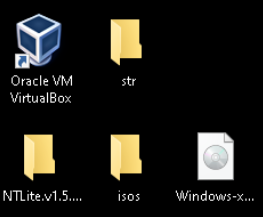 Oracle VM
VirtualBox
str
NTLite.v1.5....
isos
Windows-x...